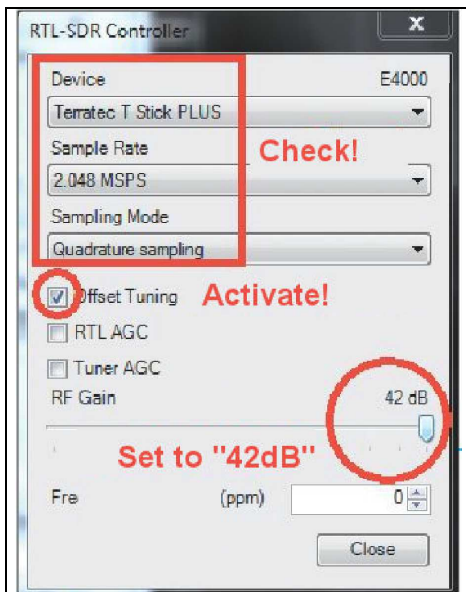 RTL-SDR Controller x
Device E4000
Terratec T Stick PLUS
Sample Rate
Check!
2.048 MSPS
Sampling Mode
Quadrature sampling
Offset Tuning Activate!
RTL AGC
Tuner AGC
RF Gain 42 dB
Set to "42dB"
Fre (ppm) 0
Close